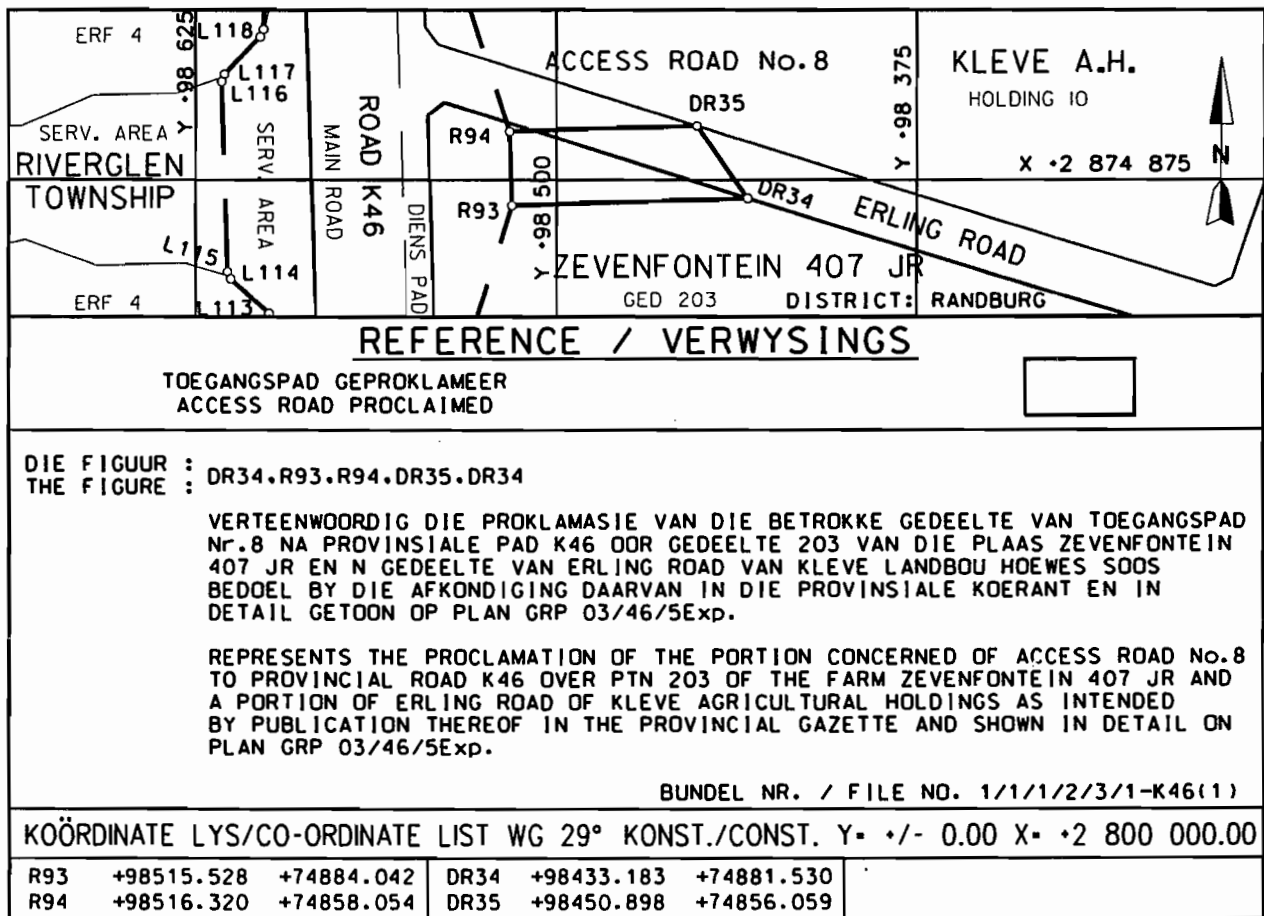 ERF 4
Y +98 625
L118
L117
L116
SERV. AREA
RIVERGLEN
TOWNSHIP
L115
L114
L113
ERF 4
SERV. AREA
MAIN ROAD
ROAD K46
DIENS PAD
ACCESS ROAD No.8
DR35
R94
R93
Y +98 500
DR34
ERLING ROAD
Y +98 375
KLEVE A.H.
HOLDING 10
X +2 874 875
N
ZEVENFONTEIN 407 JR
GED 203
DISTRICT: RANDBURG
REFERENCE / VERWYSINGS
TOEGANGSPAD GEPROKLAMEER
ACCESS ROAD PROCLAIMED
DIE FIGUUR :
THE FIGURE : DR34.R93.R94.DR35.DR34
VERTEENWOORDIG DIE PROKLAMASIE VAN DIE BETROKKE GEDEELTE VAN TOEGANGSPAD
Nr.8 NA PROVINSIALE PAD K46 OOR GEDEELTE 203 VAN DIE PLAAS ZEVENFONTEIN
407 JR EN N GEDEELTE VAN ERLING ROAD VAN KLEVE LANDBOU HOEWES SOOS
BEDOEL BY DIE AFKONDIGING DAARVAN IN DIE PROVINSIALE KOERANT EN IN
DETAIL GETOON OP PLAN GRP 03/46/5Exp.
REPRESENTS THE PROCLAMATION OF THE PORTION CONCERNED OF ACCESS ROAD No.8
TO PROVINCIAL ROAD K46 OVER PTN 203 OF THE FARM ZEVENFONTEIN 407 JR AND
A PORTION OF ERLING ROAD OF KLEVE AGRICULTURAL HOLDINGS AS INTENDED
BY PUBLICATION THEREOF IN THE PROVINCIAL GAZETTE AND SHOWN IN DETAIL ON
PLAN GRP 03/46/5Exp.
BUNDEL NR. / FILE NO. 1/1/1/2/3/1-K46(1)
KOÖRDINATE LYS/CO-ORDINATE LIST WG 29° KONST./CONST. Y= +/- 0.00 X= +2 800 000.00
R93 +98515.528 +74884.042 DR34 +98433.183 +74881.530
R94 +98516.320 +74858.054 DR35 +98450.898 +74856.059